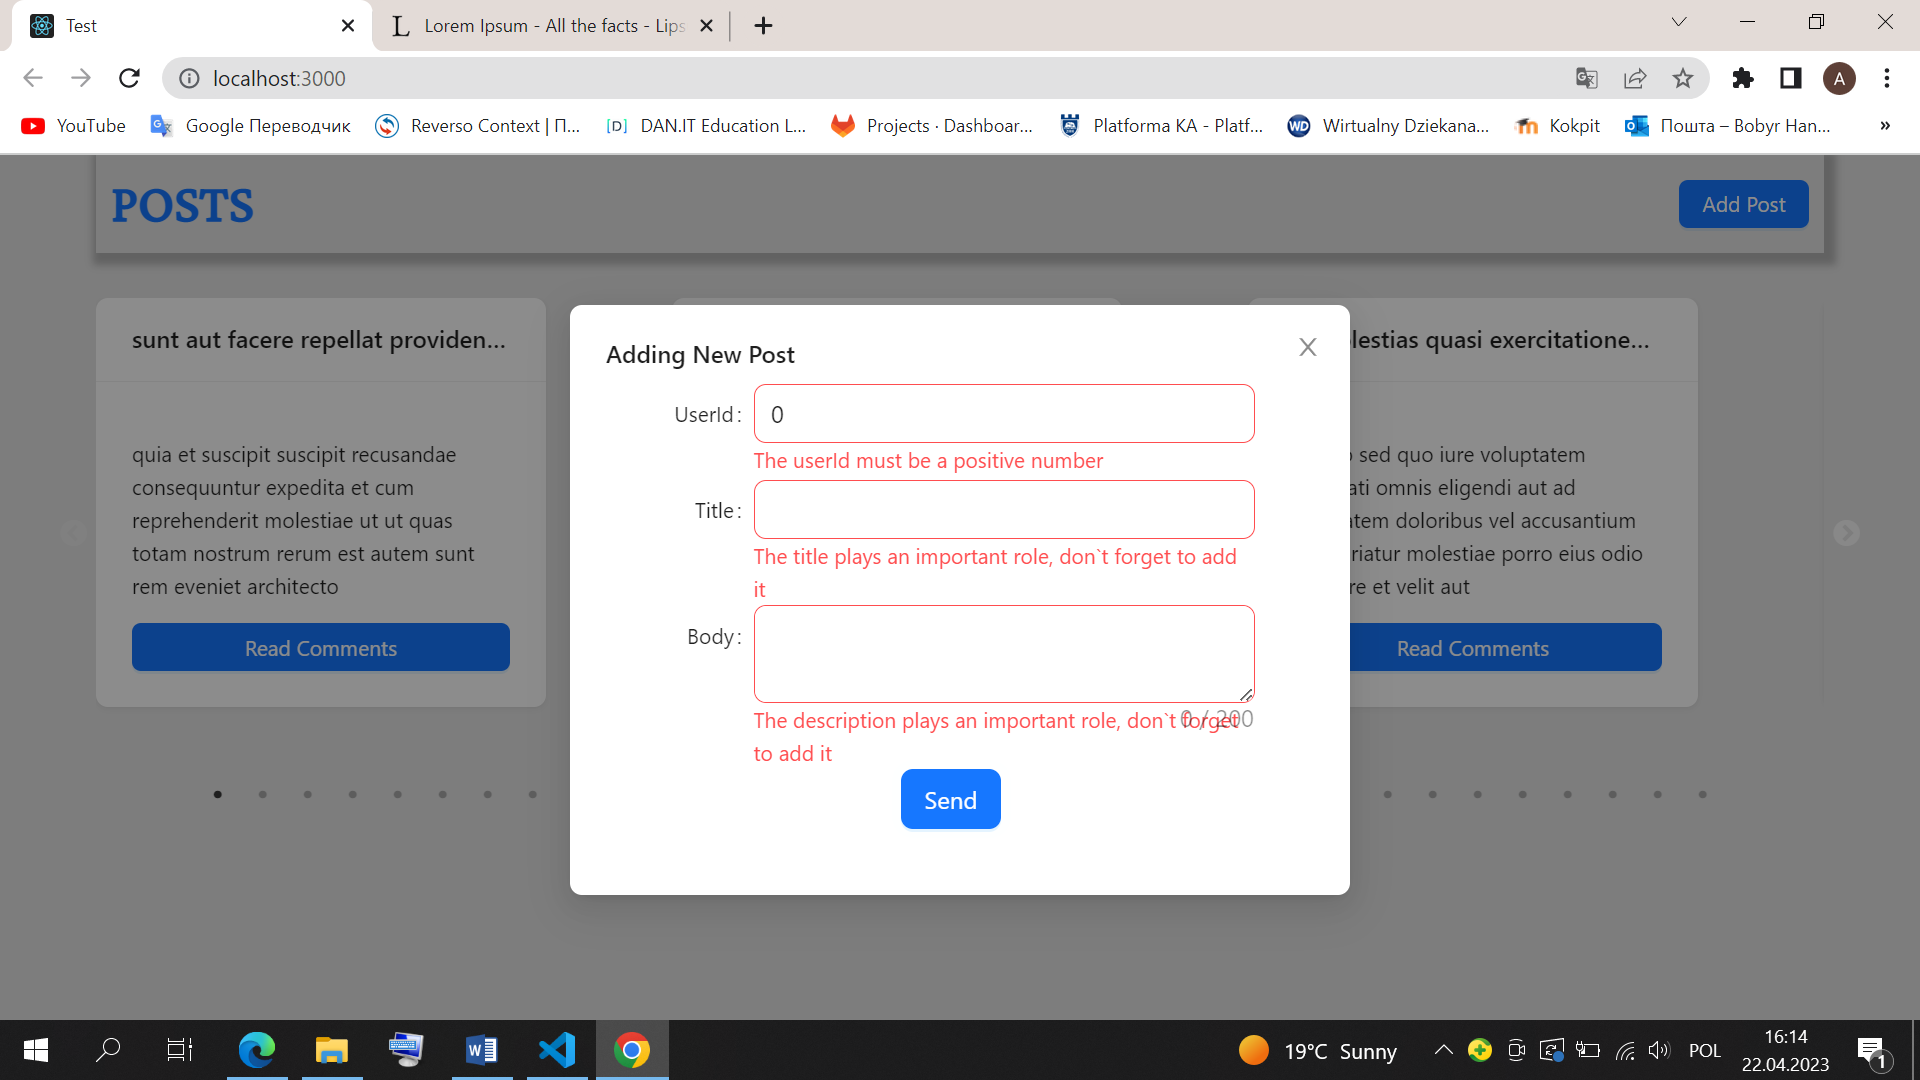 Test
Lorem Ipsum - All the facts - Lips
localhost:3000
A
YouTube
Google Переводчик
Reverso Context | П...
[D] DAN.IT Education L...
Projects · Dashboar...
Platforma KA - Platf...
WD Wirtualny Dziekana...
Kokpit
Пошта – Bobyr Han...
»
POSTS
Add Post
sunt aut facere repellat providen...
lestias quasi exercitatione...
quia et suscipit suscipit recusandae
consequuntur expedita et cum
reprehenderit molestiae ut ut quas
totam nostrum rerum est autem sunt
rem eveniet architecto
Read Comments
Adding New Post
UserId:
0
The userId must be a positive number
Title:
The title plays an important role, don`t forget to add
it
Body:
0 / 200
The description plays an important role, don`t forget
to add it
Send
sed quo iure voluptatem
ati omnis eligendi aut ad
atem doloribus vel accusantium
riatur molestiae porro eius odio
re et velit aut
Read Comments
19°C Sunny
POL
16:14
22.04.2023
1